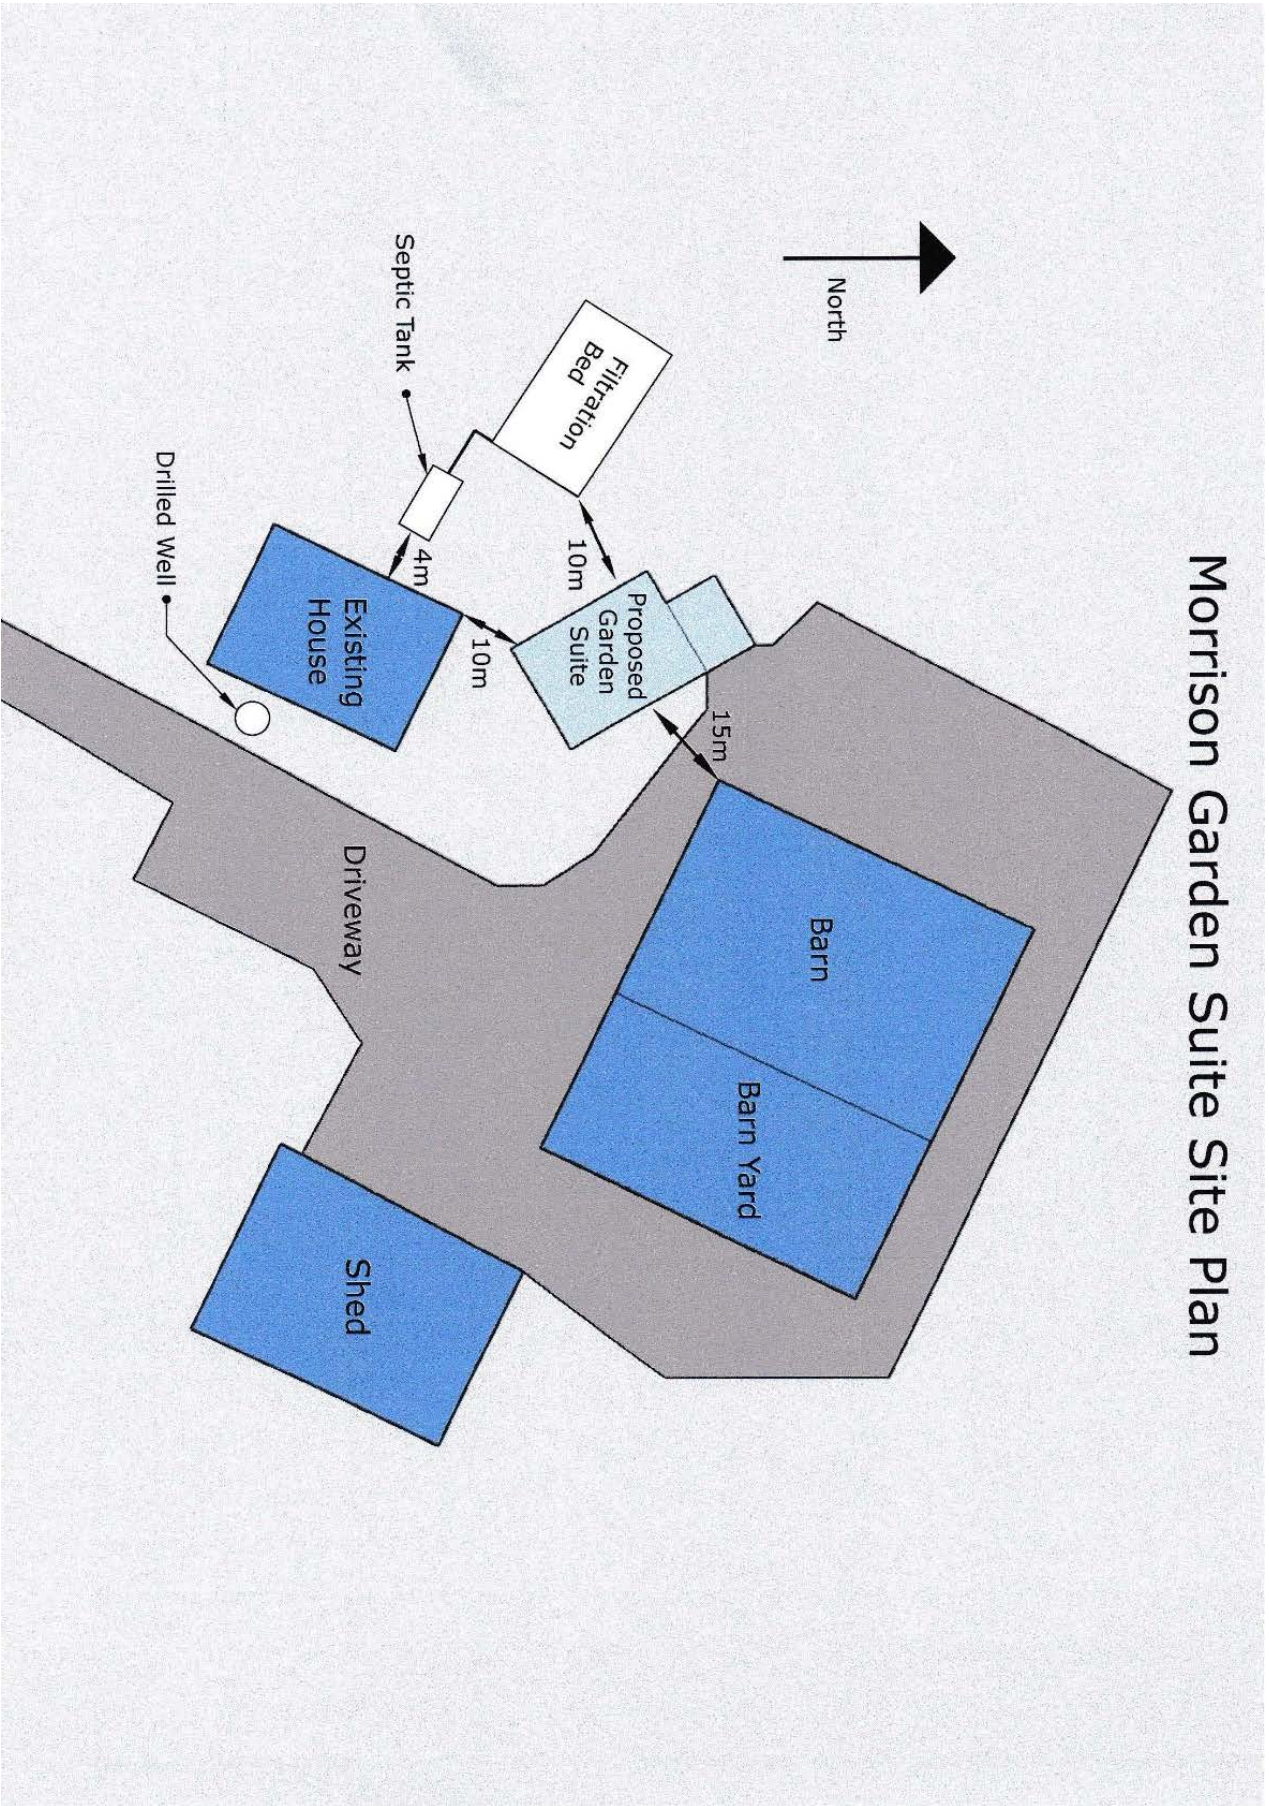 Morrison Garden Suite Site Plan
North
Filtration
Bed
Septic Tank
Drilled Well
4m
10m
10m
15m
Existing
House
Proposed
Garden
Suite
Driveway
Barn
Barn Yard
Shed